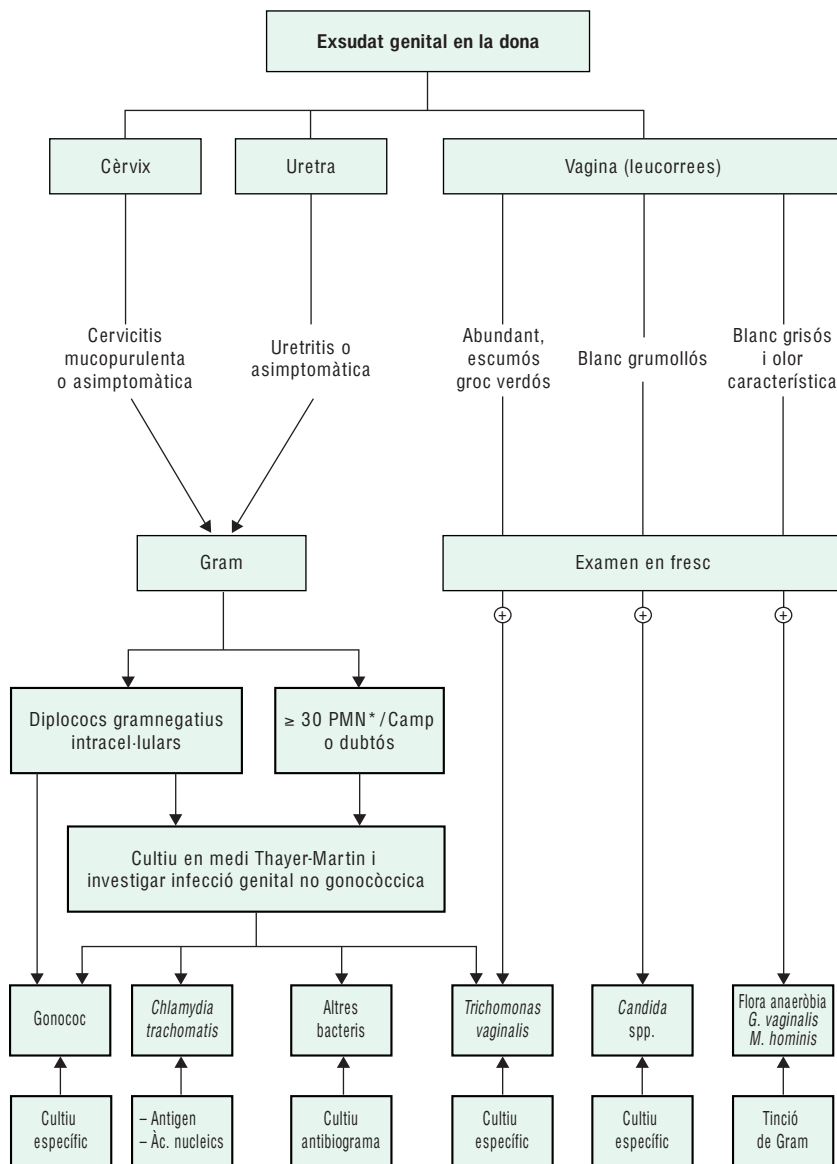 Exsudat genital en la dona
Cèrvix
Uretra
Vagina (leucorrees)
Cervicitis
mucopurulenta
o asimptomàtica
Uretritis o
asimptomàtica
Abundant,
escumós
groc verdós
Blanc grumollós
Blanc grisós
i olor
característica
Gram
Examen en fresc
+
+
+
Diplococs gramnegatius
intracel·lulars
≥ 30 PMN*/Camp
o dubtós
Cultiu en medi Thayer-Martin i
investigar infecció genital no gonocòccica
Gonococ
Chlamydia
trachomatis
Altres
bacteris
Trichomonas
vaginalis
Candida
spp.
Flora anaeròbia
G. vaginalis
M. hominis
Cultiu
específic
– Antigen
– Àc. nucleics
Cultiu
antibiograma
Cultiu
específic
Cultiu
específic
Tinció
de Gram